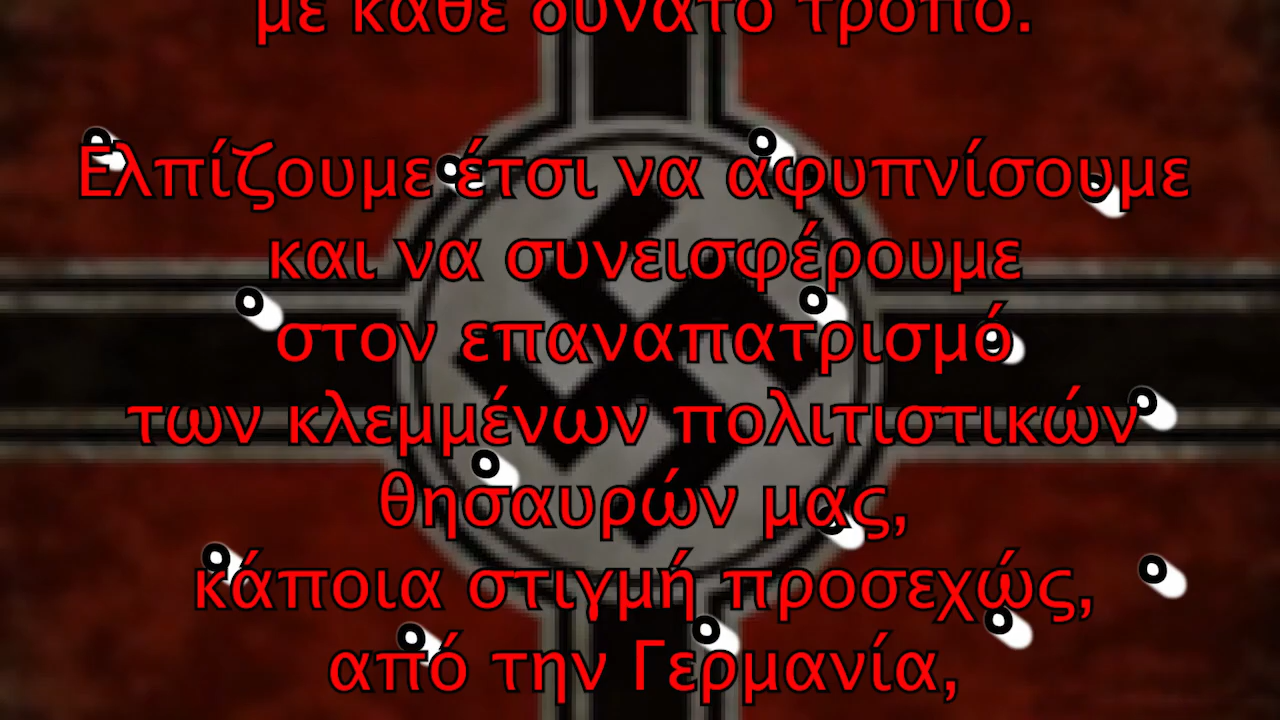 με κάθε δυνατό τρόπο.
Ελπίζουμε έτσι να αφυπνίσουμε
και να συνεισφέρουμε
στον επαναπατρισμό
των κλεμμένων πολιτιστικών
θησαυρών μας,
κάποια στιγμή προσεχώς,
από την Γερμανία,